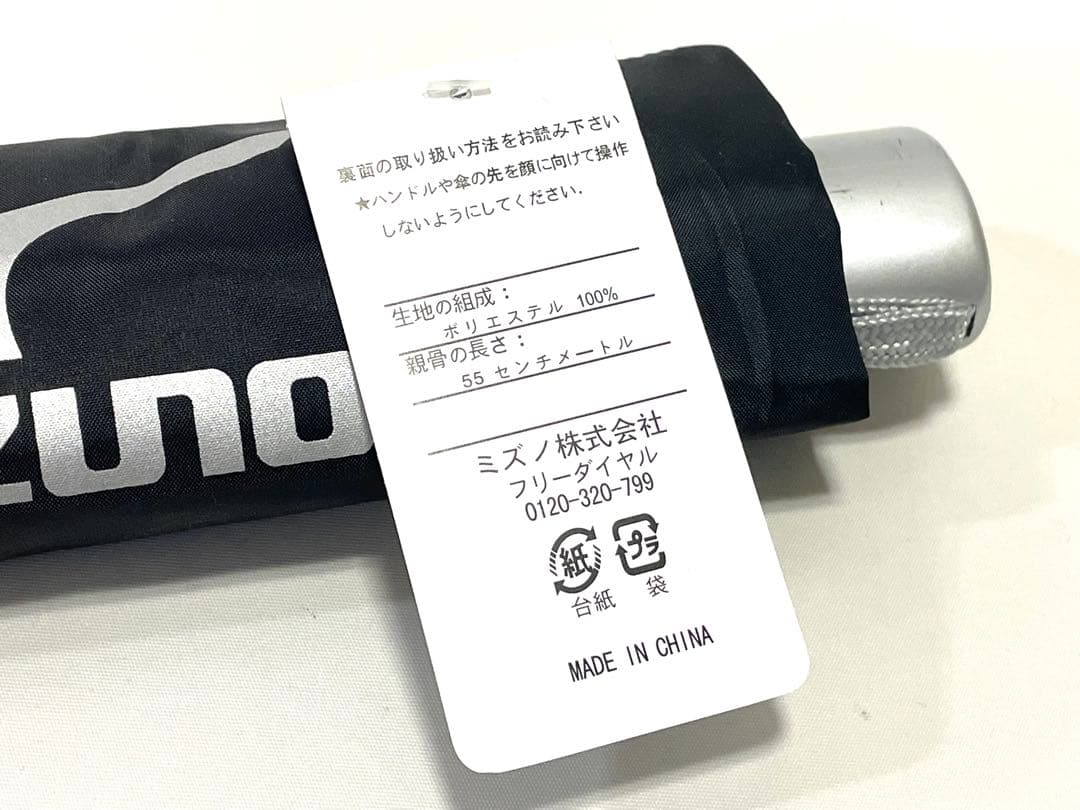 裏面の取り扱い方法をお読み下さい
★ハンドルや傘の先を顔に向けて操作
しないようにしてください.
生地の組成：
ポリエステル 100%
親骨の長さ：
55 センチメートル
ミズノ株式会社
フリーダイヤル
0120-320-799
紙 プラ
台紙 袋
MADE IN CHINA
uno